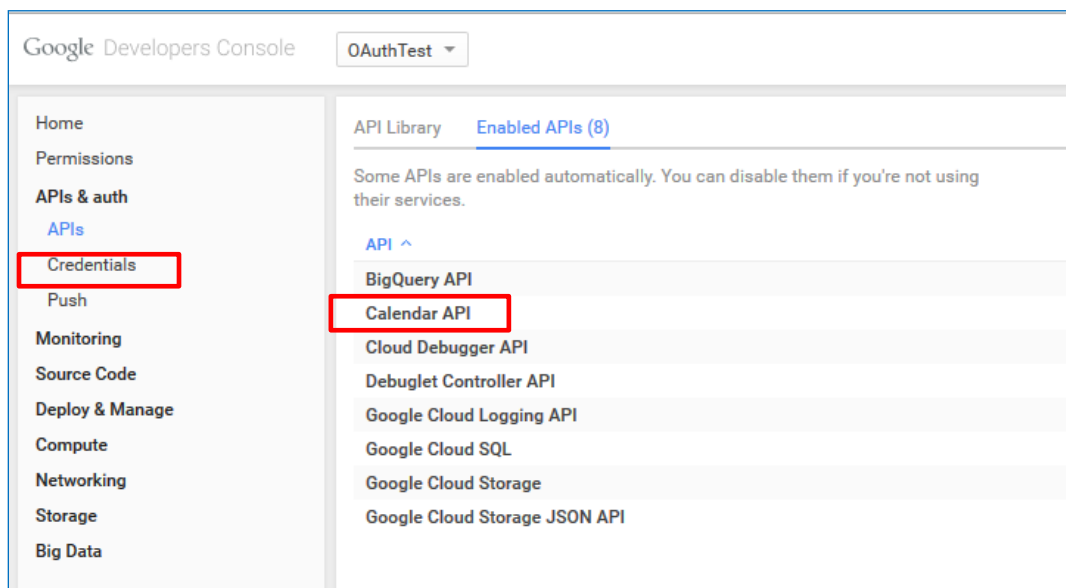 Google Developers Console
OAuthTest
Home
Permissions
APIs & auth
APIs
Credentials
Push
Monitoring
Source Code
Deploy & Manage
Compute
Networking
Storage
Big Data
API Library
Enabled APIs (8)
Some APIs are enabled automatically. You can disable them if you're not using
their services.
API
BigQuery API
Calendar API
Cloud Debugger API
Debuglet Controller API
Google Cloud Logging API
Google Cloud SQL
Google Cloud Storage
Google Cloud Storage JSON API